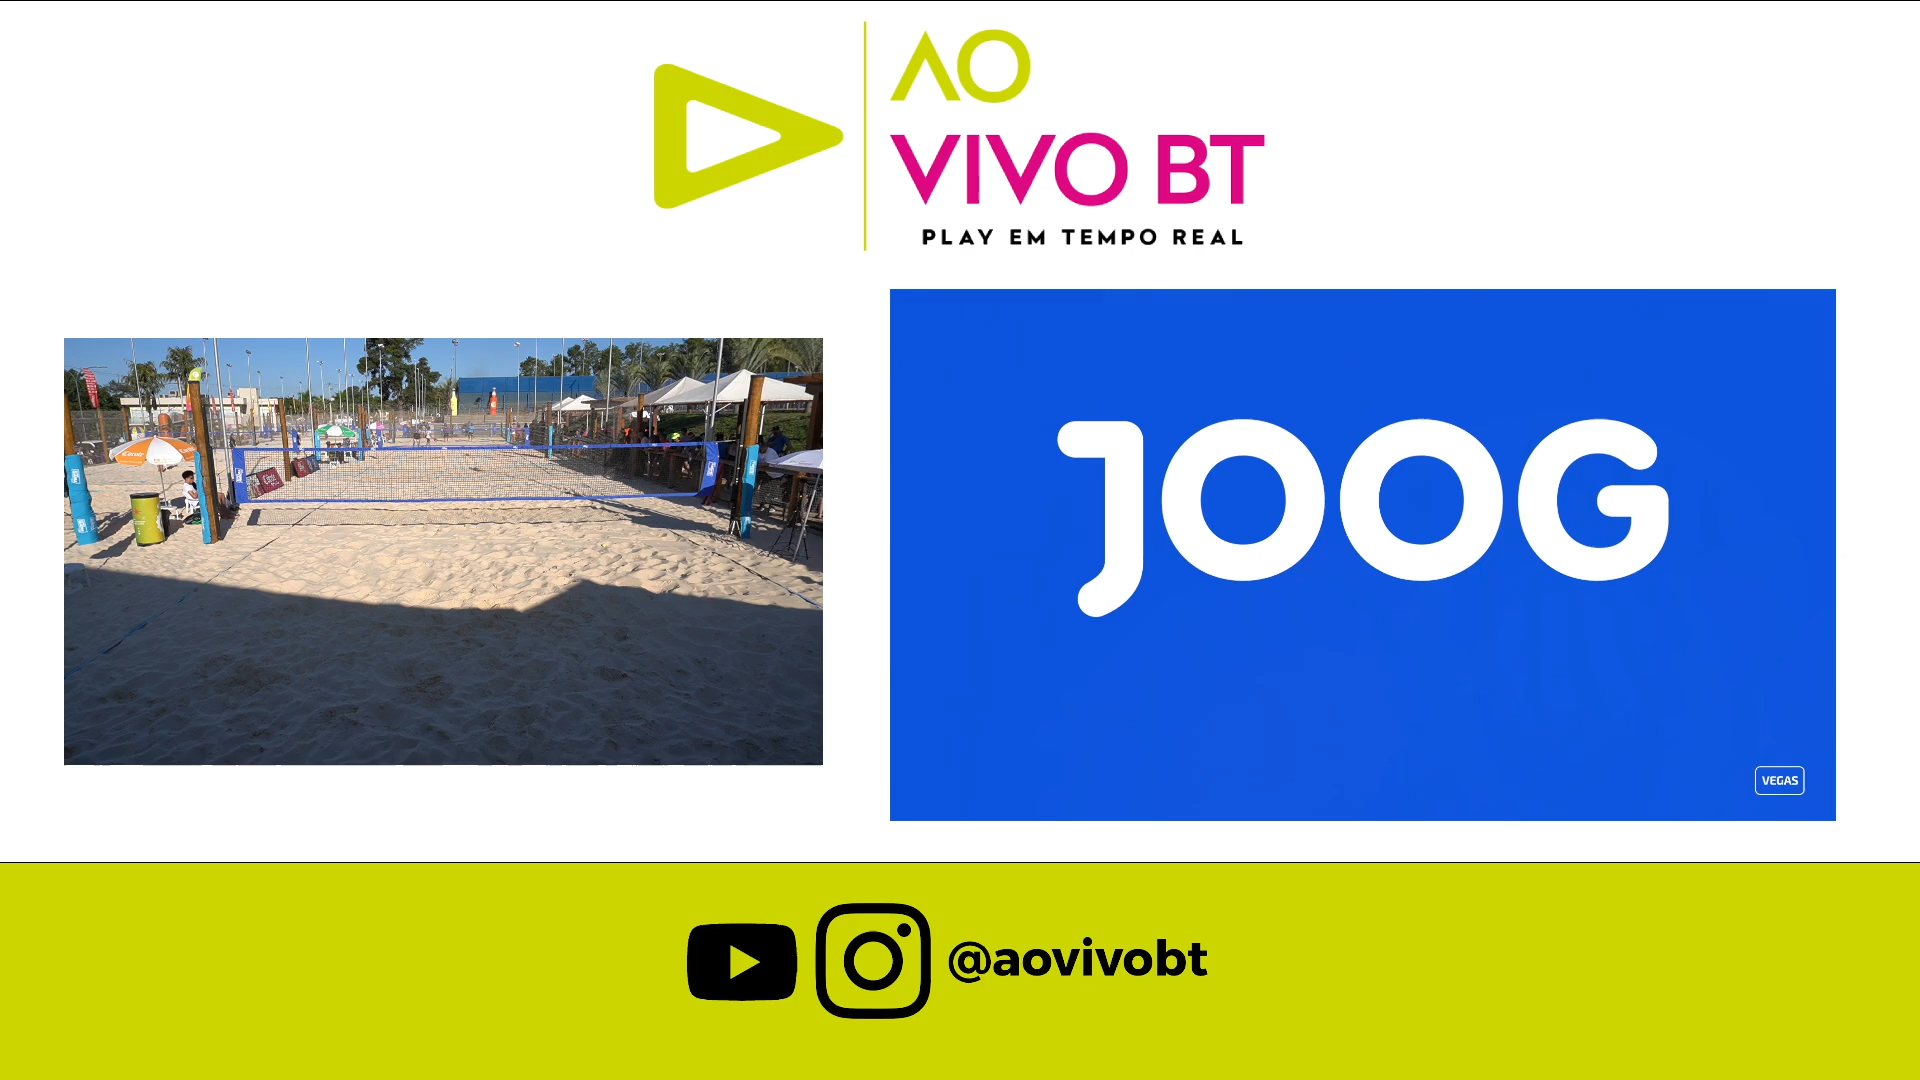 AO
VIVO BT
PLAY EM TEMPO REAL
JOOG
VEGAS
@aovivobt